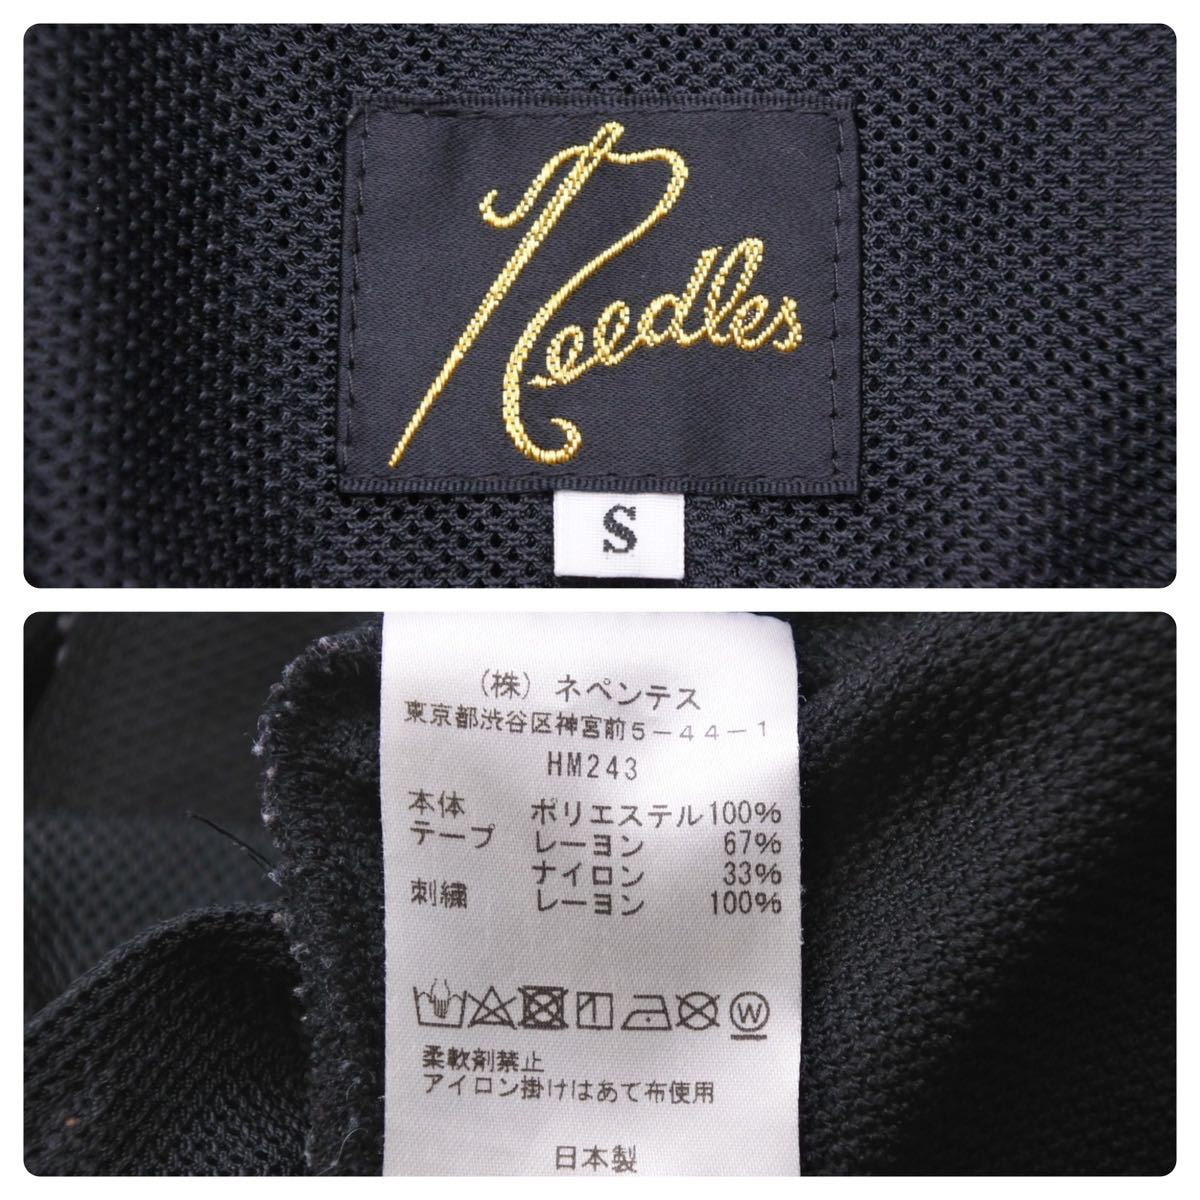 Needles
S
(株) ネペンテス
東京都渋谷区神宮前5-44-1
HM243
本体 ポリエステル 100%
テープ レーヨン 67%
ナイロン 33%
刺繍 レーヨン 100%
W
柔軟剤禁止
アイロン掛けはあて布使用
日本製